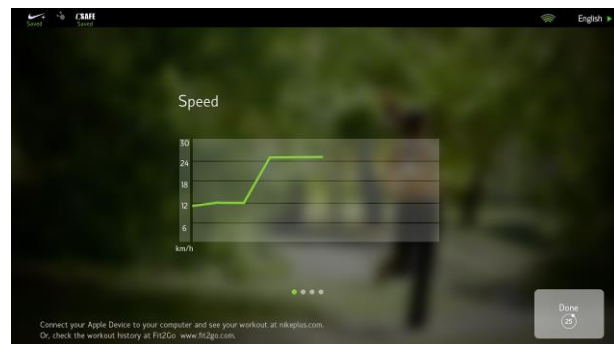 Saved
CSAFE
Saved
English
Speed
30
24
18
12
6
km/h
Done
25
Connect your Apple Device to your computer and see your workout at nikeplus.com.
Or, check the workout history at Fit2Go www.fit2go.com.